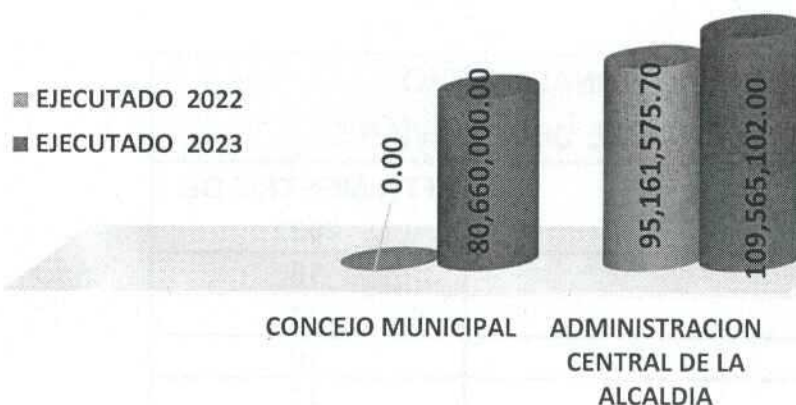 EJECUTADO 2022
EJECUTADO 2023
0.00
80,660,000.00
95,161,575.70
109,565,102.00
CONCEJO MUNICIPAL
ADMINISTRACION
CENTRAL DE LA
ALCALDIA